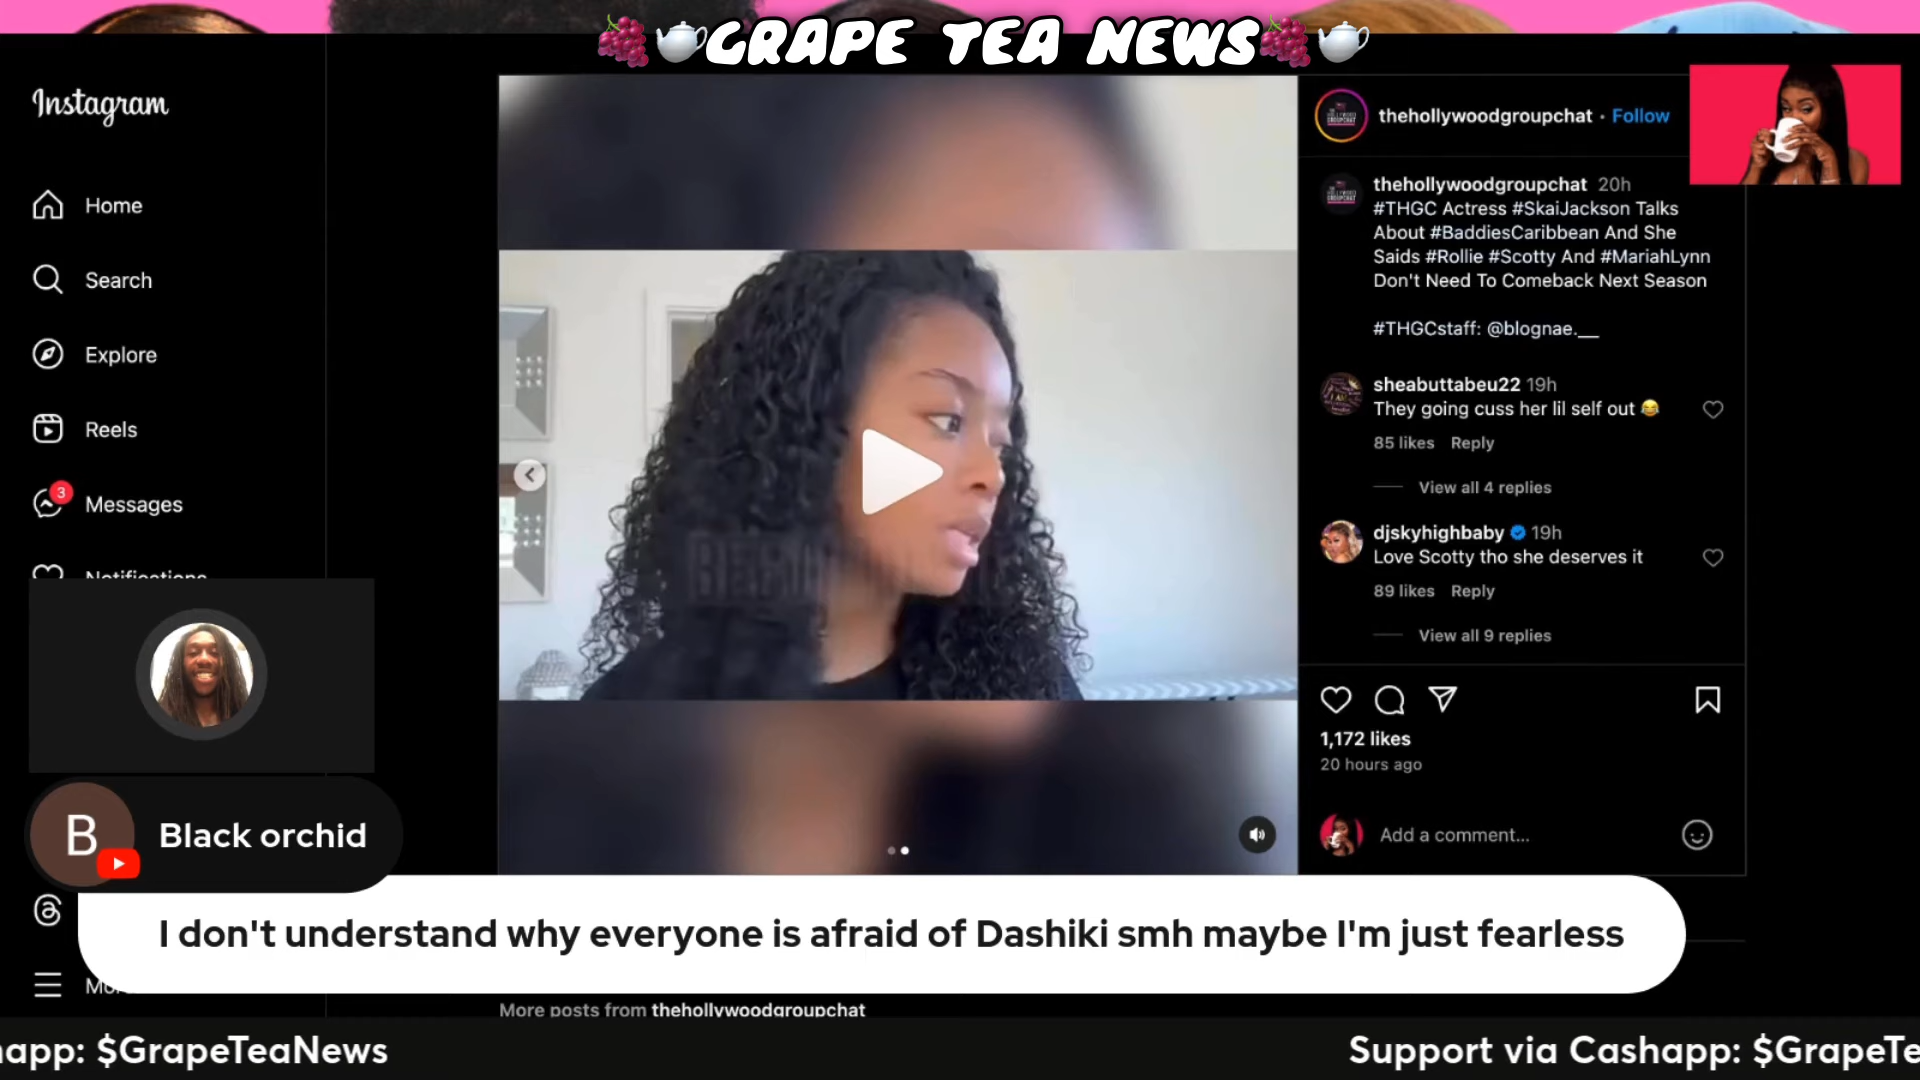 GRAPE TEA NEWS
Instagram
Home
Search
Explore
Reels
3
Messages
Notifications
thehollywoodgroupchat • Follow
thehollywoodgroupchat 20h
#THGC Actress #SkaiJackson Talks
About #BaddiesCaribbean And She
Saids #Rollie #Scotty And #MariahLynn
Don't Need To Comeback Next Season
#THGCstaff: @blognae.__
sheabuttabeu22 19h
They going cuss her lil self out 😂
85 likes Reply
View all 4 replies
djskyhighbaby 19h
Love Scotty tho she deserves it
89 likes Reply
View all 9 replies
1,172 likes
20 hours ago
Add a comment...
B
Black orchid
I don't understand why everyone is afraid of Dashiki smh maybe I'm just fearless
More posts from thehollywoodgroupchat
app: $GrapeTeaNews
Support via Cashapp: $GrapeTe